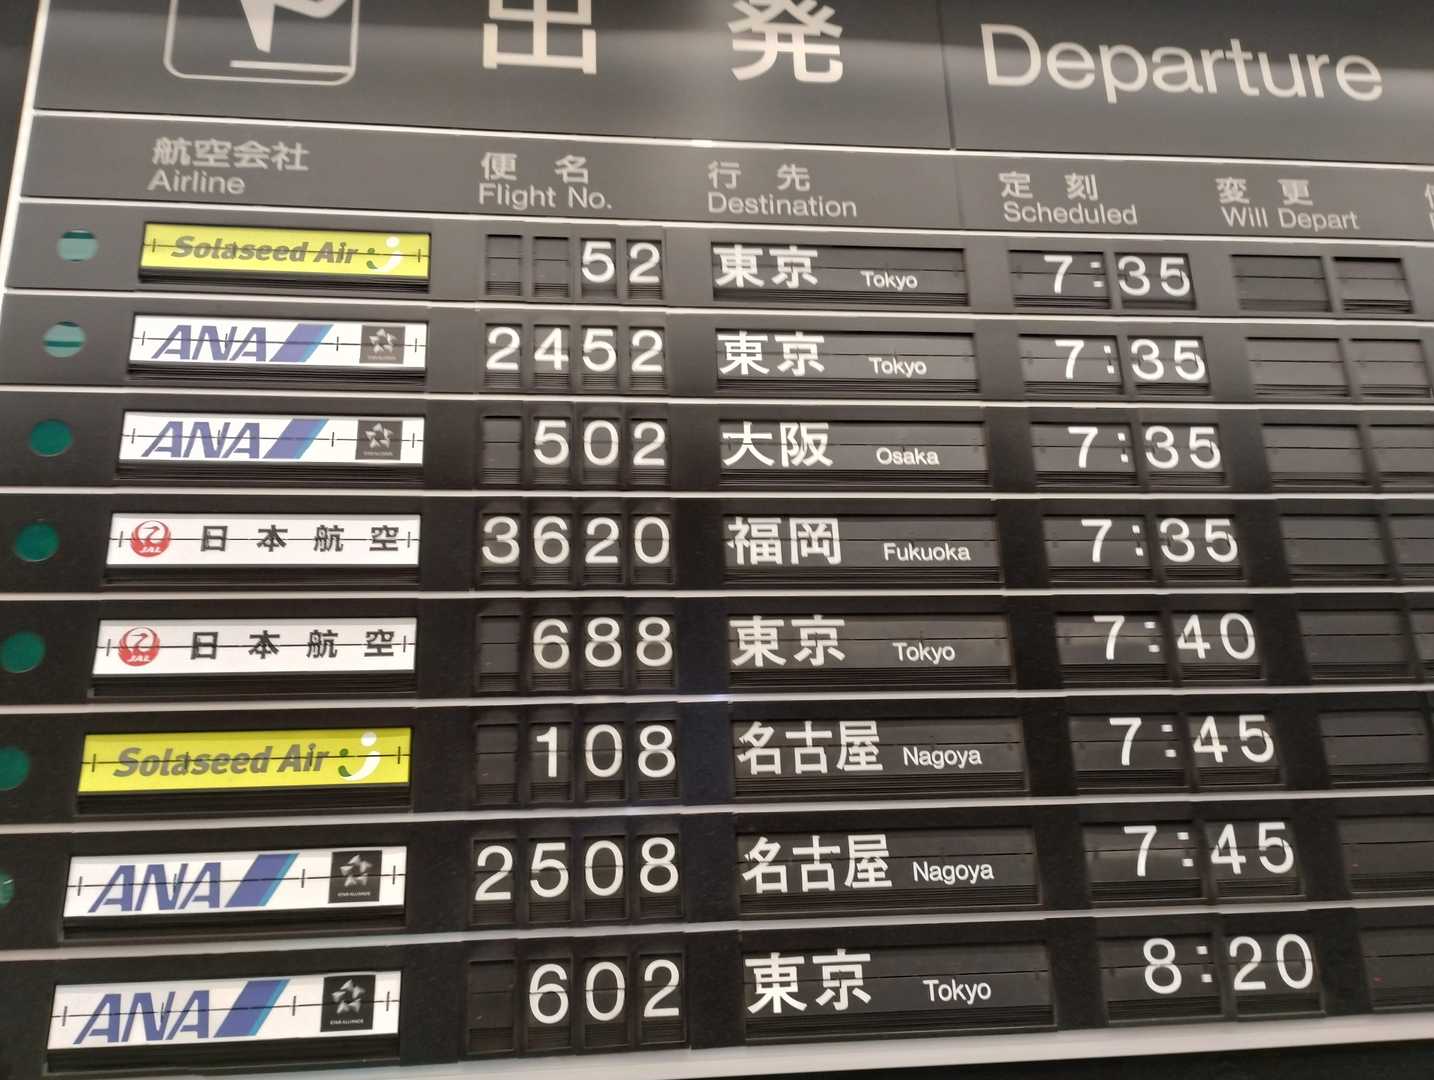 出発 Departure
航空会社 便名 行先 定刻 変更
Airline Flight No. Destination Scheduled Will Depart
Solaseed Air 52 東京 Tokyo 7:35
ANA 2452 東京 Tokyo 7:35
ANA 502 大阪 Osaka 7:35
JAL 日本航空 3620 福岡 Fukuoka 7:35
JAL 日本航空 688 東京 Tokyo 7:40
Solaseed Air 108 名古屋 Nagoya 7:45
ANA STAR ALLIANCE 2508 名古屋 Nagoya 7:45
ANA STAR ALLIANCE 602 東京 Tokyo 8:20